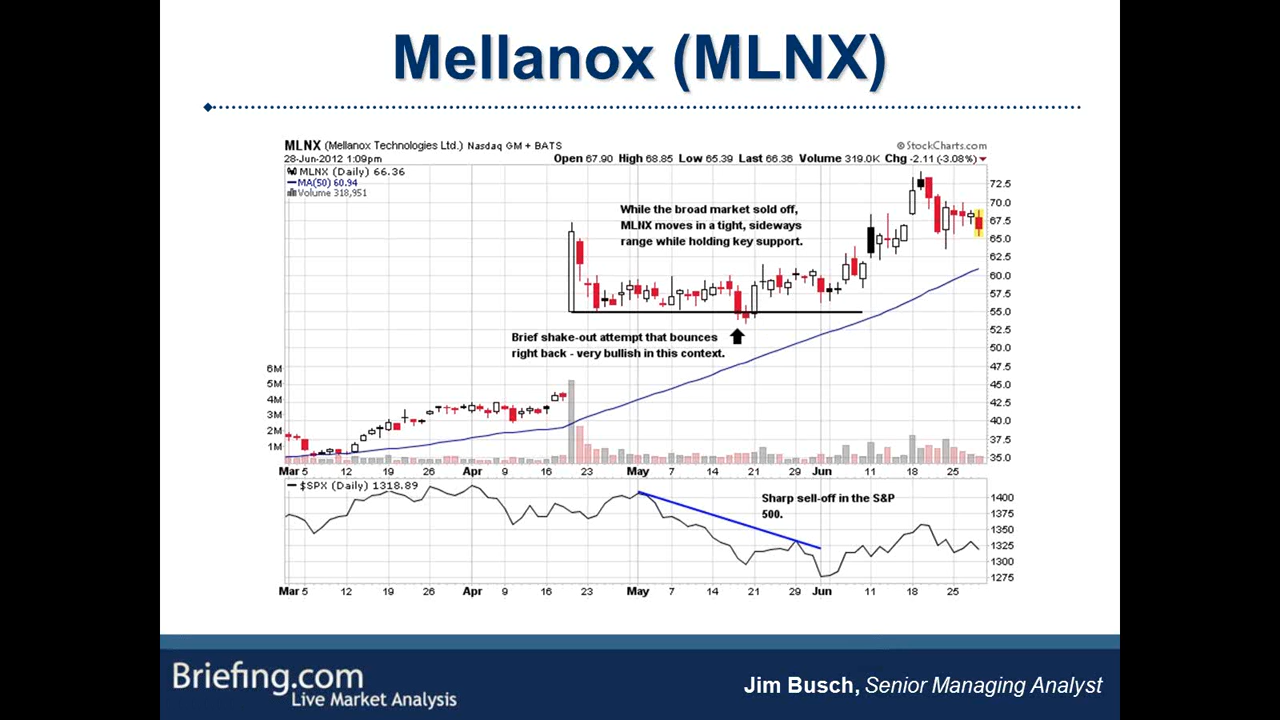 Mellanox (MLNX)
MLNX (Mellanox Technologies Ltd.) Nasdaq GM + BATS
© StockCharts.com
28-Jun-2012 1:09pm
Open 67.90 High 68.85 Low 65.39 Last 66.36 Volume 319.0K Chg -2.11 (-3.08%)
MLNX (Daily) 66.36
MA(50) 60.94
Volume 318,951
While the broad market sold off,
MLNX moves in a tight, sideways
range while holding key support.
Brief shake-out attempt that bounces
right back - very bullish in this context.
72.5
70.0
67.5
65.0
62.5
60.0
57.5
55.0
52.5
50.0
47.5
45.0
42.5
40.0
37.5
35.0
6M
5M
4M
3M
2M
1M
Mar 5 12 19 26 Apr 9 16 23 May 7 14 21 Jun 11 18 25
$SPX (Daily) 1318.89
Sharp sell-off in the S&P
500.
1400
1375
1350
1325
1300
1275
Mar 5 12 19 26 Apr 9 16 23 May 7 14 21 29 Jun 11 18 25
Briefing.com
Live Market Analysis
Jim Busch, Senior Managing Analyst